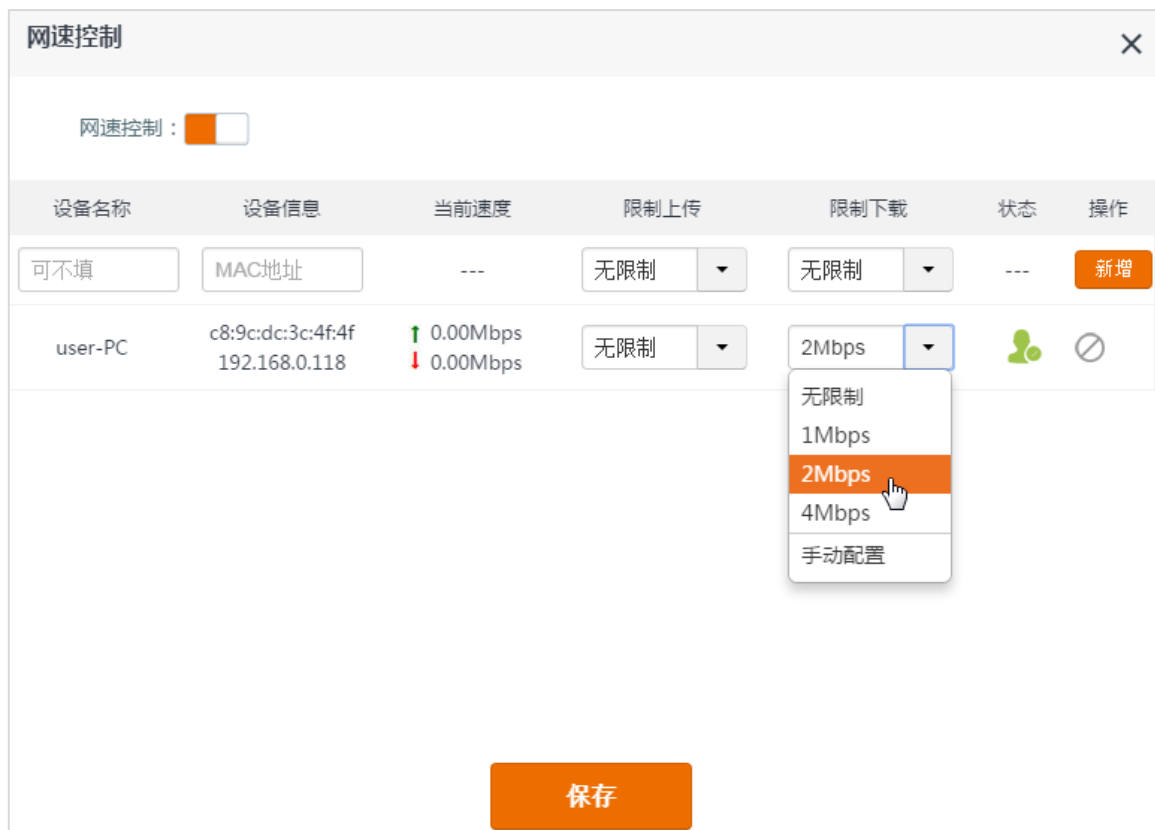 网速控制
网速控制：
设备名称 设备信息 当前速度 限制上传 限制下载 状态 操作
可不填 MAC地址 --- 无限制 无限制 --- 新增
user-PC c8:9c:dc:3c:4f:4f 192.168.0.118 0.00Mbps 0.00Mbps 无限制 2Mbps
无限制
1Mbps
2Mbps
4Mbps
手动配置
保存